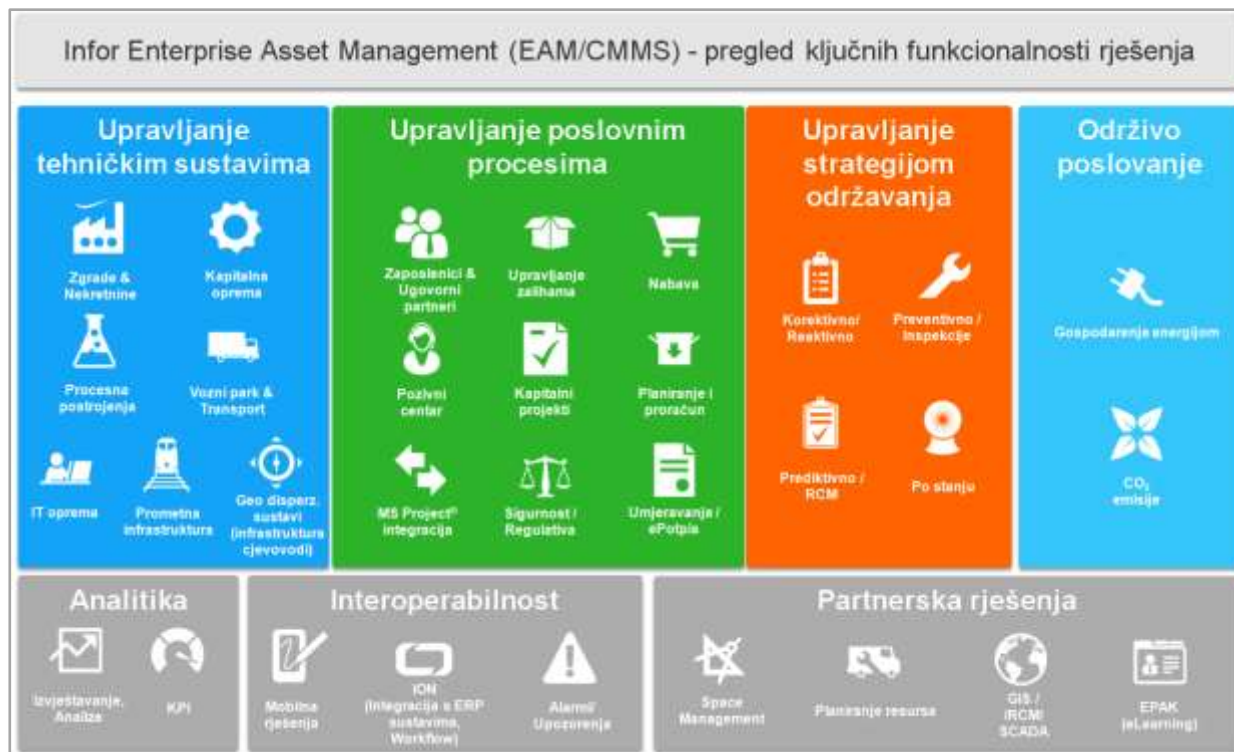 Infor Enterprise Asset Management (EAM/CMMS) - pregled ključnih funkcionalnosti rješenja
Upravljanje
tehničkim sustavima
Zgrade &
Nekretnine
Kapitalna
oprema
Procesna
postrojenja
Vozni park &
Transport
IT oprema
Prometna
infrastruktura
Geo disperz.
sustavi
(infrastruktura
cjevovodi)
Upravljanje poslovnim
procesima
Zaposlenici &
Ugovorni
partneri
Upravljanje
zalihama
Nabava
Pozivni
centar
Kapitalni
projekti
Planiranje i
proračun
MS Project®
integracija
Sigurnost /
Regulativa
Umjeravanja /
ePotpis
Upravljanje
strategijom
održavanja
Korektivno/
Reaktivno
Preventivno /
Inspekcije
Prediktivno /
RCM
Po stanju
Održivo
poslovanje
Gospodarenje energijom
CO₂
emisije
Analitika
Izvještavanje,
Analiza
KPI
Interoperabilnost
Mobilna
rješenja
ION
(Integracija s ERP
sustavima,
Workflow)
Alarmi/
Upozorenja
Partnerska rješenja
Space
Management
Planiranje resursa
GIS /
iRCM/
SCADA
EPAK
(eLearning)